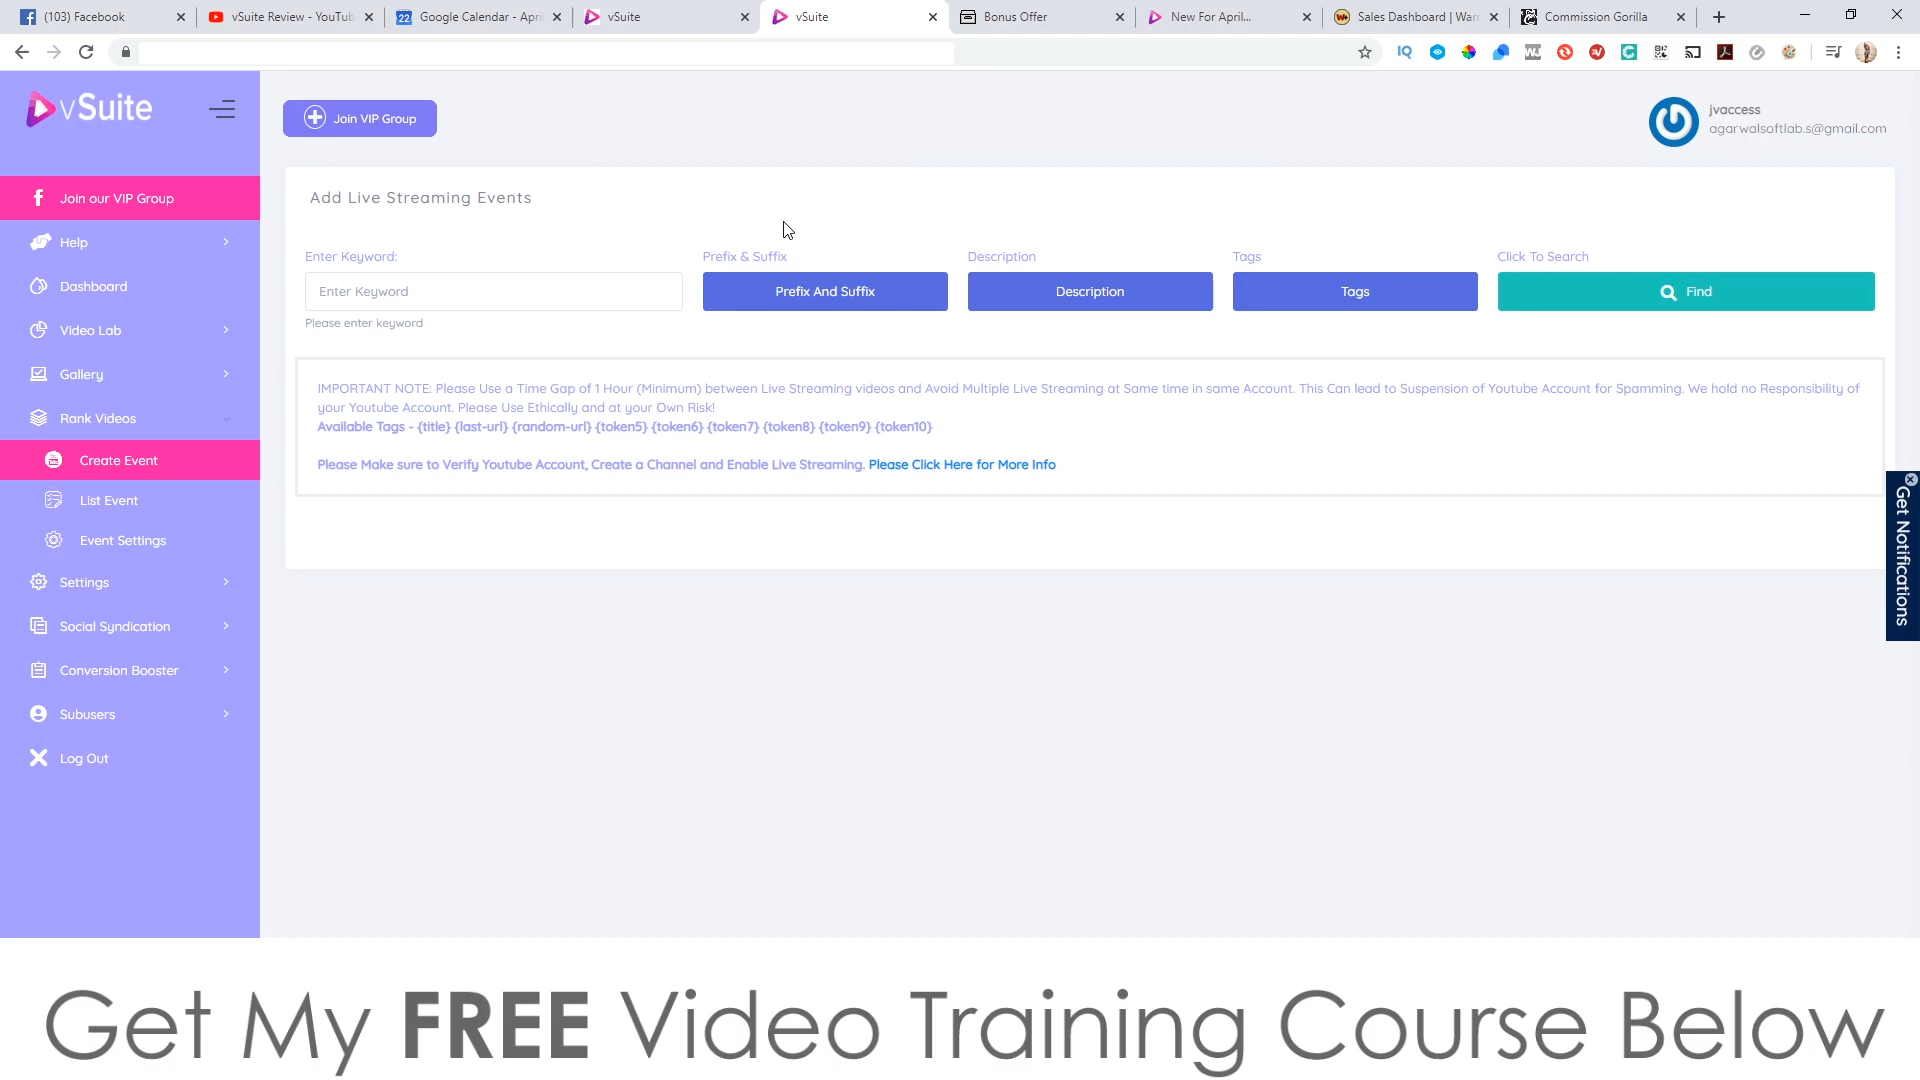 (103) Facebook
vSuite Review - YouTub
22
Google Calendar - Apri
vSuite
vSuite
Bonus Offer
New For April...
Sales Dashboard | Warr
Commission Gorilla
vSuite
Join VIP Group
jvaccess
agarwalsoftlab.s@gmail.com
Join our VIP Group
Help
Dashboard
Video Lab
Gallery
Rank Videos
Create Event
List Event
Event Settings
Settings
Social Syndication
Conversion Booster
Subusers
Log Out
Add Live Streaming Events
Enter Keyword:
Prefix & Suffix
Description
Tags
Click To Search
Enter Keyword
Prefix And Suffix
Description
Tags
Find
Please enter keyword
IMPORTANT NOTE: Please Use a Time Gap of 1 Hour (Minimum) between Live Streaming videos and Avoid Multiple Live Streaming at Same time in same Account. This Can lead to Suspension of Youtube Account for Spamming. We hold no Responsibility of
your Youtube Account. Please Use Ethically and at your Own Risk!
Available Tags - {title} {last-url} {random-url} {token5} {token6} {token7} {token8} {token9} {token10}
Please Make sure to Verify Youtube Account, Create a Channel and Enable Live Streaming. Please Click Here for More Info
Get Notifications
Get My FREE Video Training Course Below